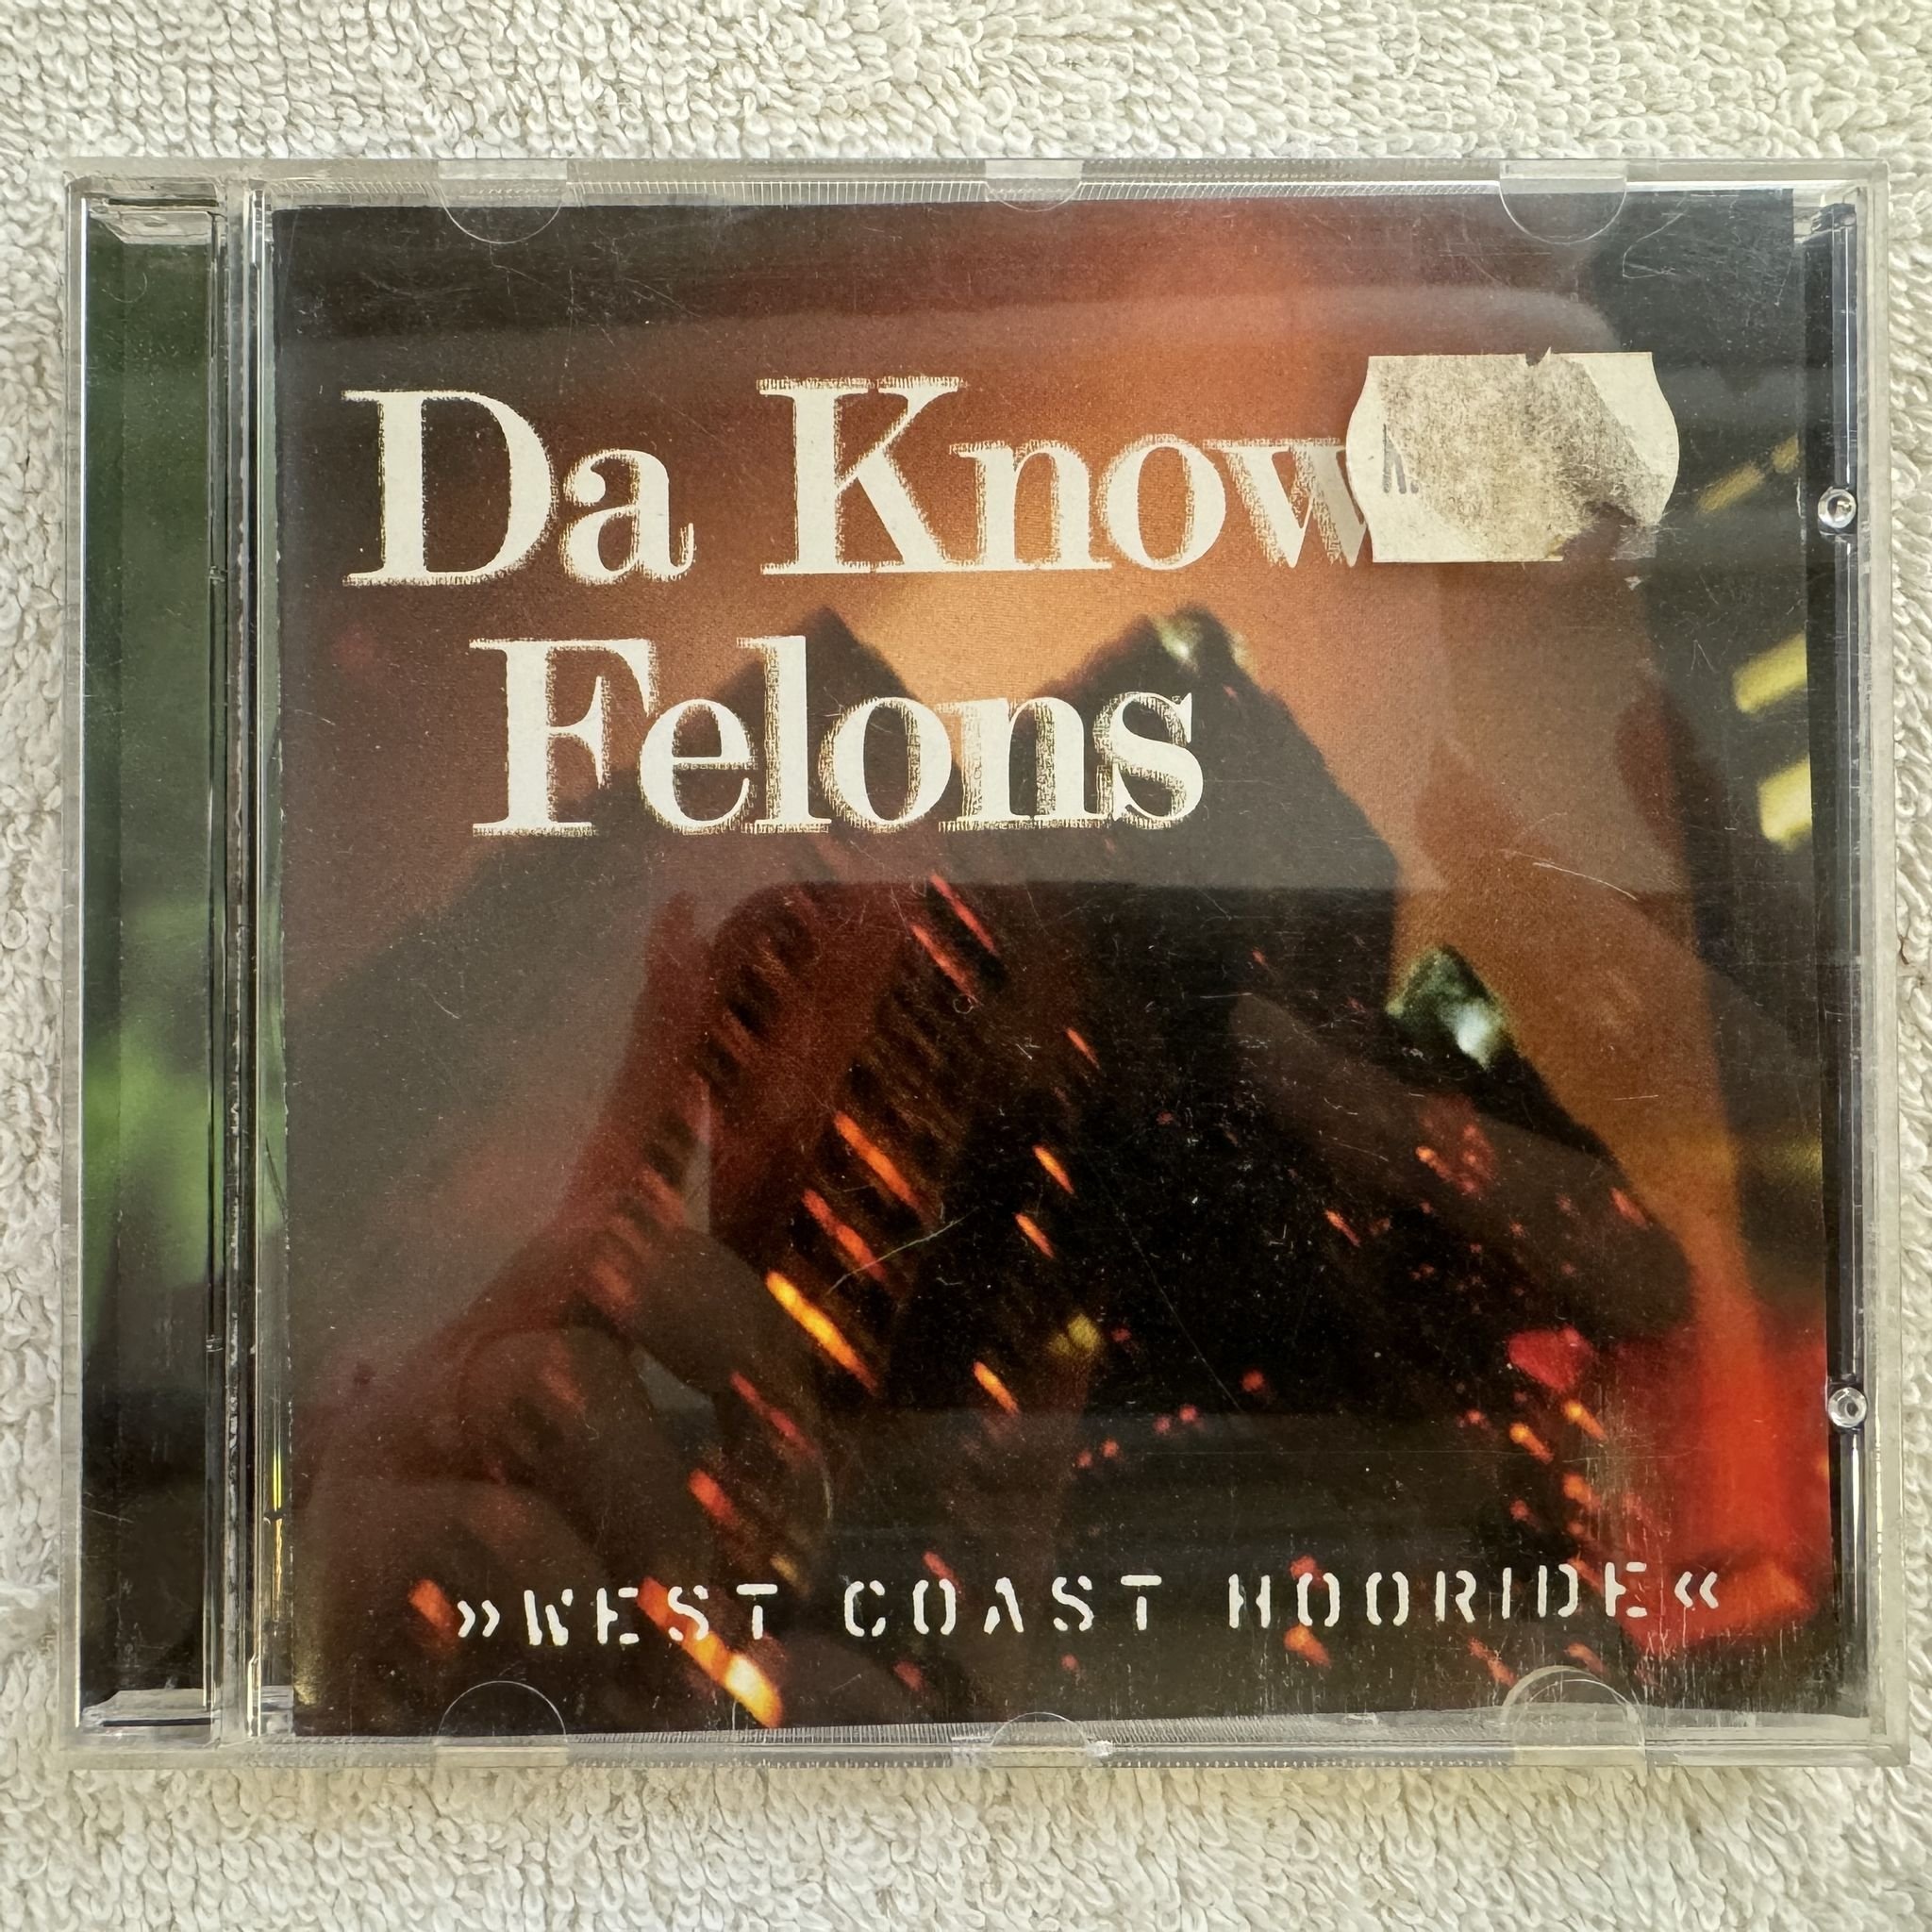 Da Know
Felons
»WEST COAST HOORIDE«